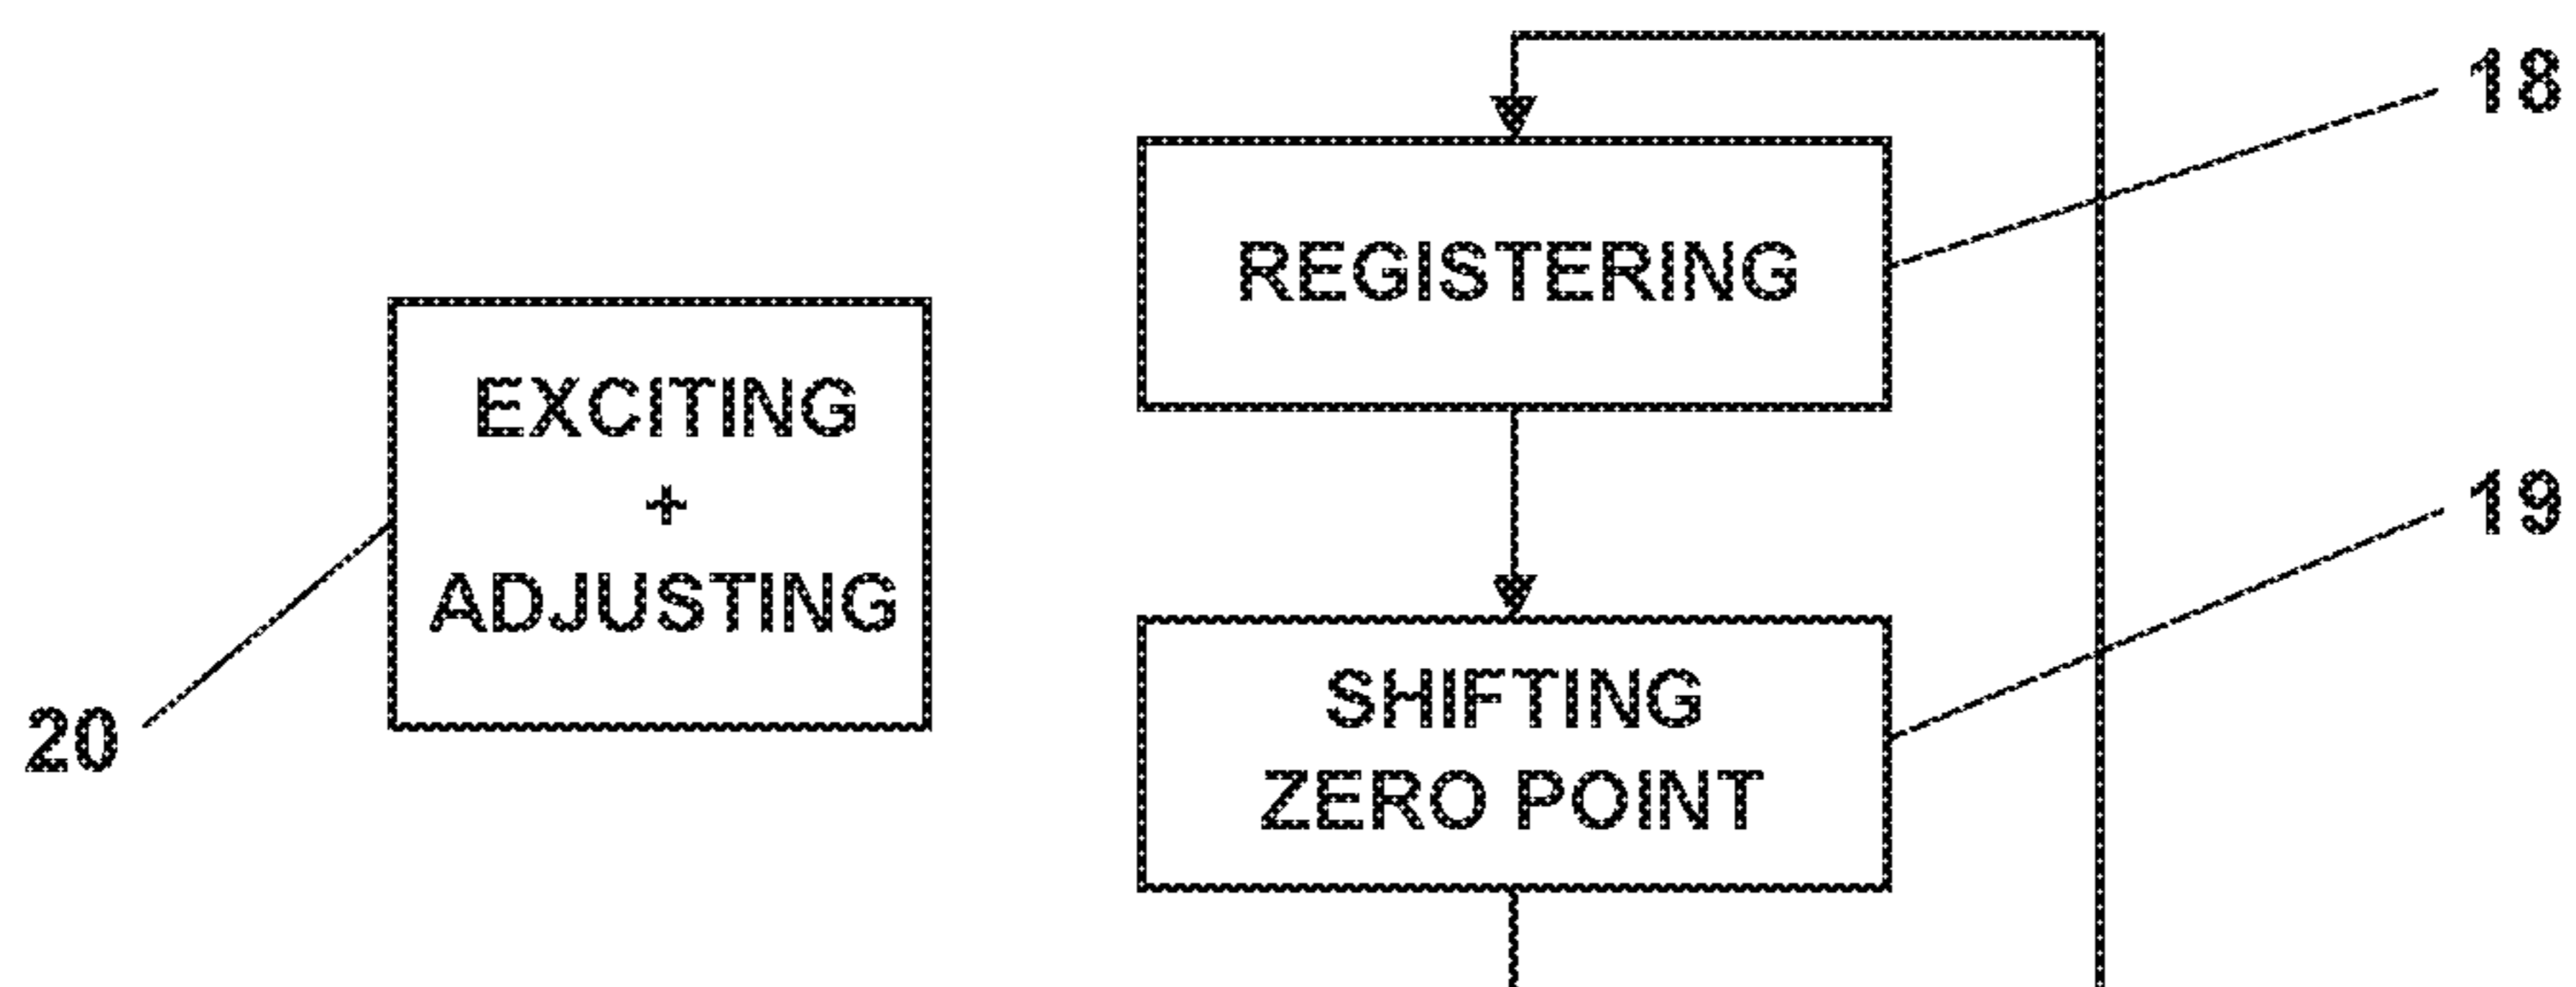 18
REGISTERING
EXCITING
+
ADJUSTING
19
SHIFTING
ZERO POINT
20